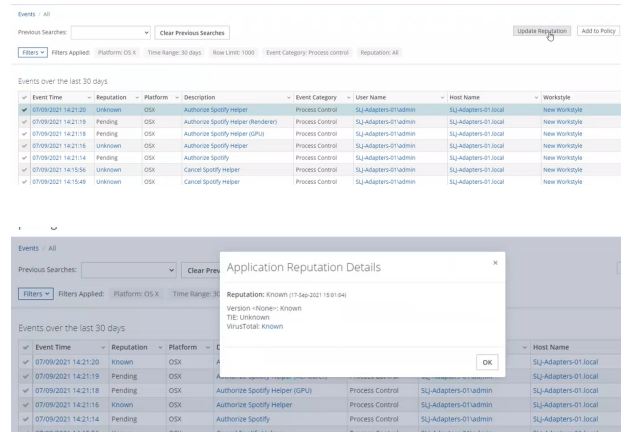 Events / All
Previous Searches: Clear Previous Searches Update Reputation Add to Policy
Filters Filters Applied: Platform: OS X Time Range: 30 days Row Limit: 1000 Event Category: Process control Reputation: All
Events over the last 30 days
Event Time Reputation Platform Description Event Category User Name Host Name Workstyle
07/09/2021 14:21:20 Unknown OSX Authorize Spotify Helper Process Control SLJ-Adapters-01\admin SLJ-Adapters-01.local New Workstyle
07/09/2021 14:21:19 Pending OSX Authorize Spotify Helper (Renderer) Process Control SLJ-Adapters-01\admin SLJ-Adapters-01.local New Workstyle
07/09/2021 14:21:18 Pending OSX Authorize Spotify Helper (GPU) Process Control SLJ-Adapters-01\admin SLJ-Adapters-01.local New Workstyle
07/09/2021 14:21:16 Unknown OSX Authorize Spotify Helper Process Control SLJ-Adapters-01\admin SLJ-Adapters-01.local New Workstyle
07/09/2021 14:21:14 Pending OSX Authorize Spotify Process Control SLJ-Adapters-01\admin SLJ-Adapters-01.local New Workstyle
07/09/2021 14:15:56 Unknown OSX Cancel Spotify Helper Process Control SLJ-Adapters-01\admin SLJ-Adapters-01.local New Workstyle
07/09/2021 14:15:49 Unknown OSX Cancel Spotify Helper Process Control SLJ-Adapters-01\admin SLJ-Adapters-01.local New Workstyle
Events / All
Previous Searches: Clear Prev
Filters Filters Applied: Platform: OS X Time Range: 30
Application Reputation Details
Reputation: Known (17-Sep-2021 15:01:04)
Version <None>: Known
TIE: Unknown
VirusTotal: Known
OK
Events over the last 30 days
Event Time Reputation Platform Host Name
07/09/2021 14:21:20 Known OSX SLJ-Adapters-01.local
07/09/2021 14:21:19 Pending OSX SLJ-Adapters-01.local
07/09/2021 14:21:18 Pending OSX Authorize Spotify Helper (GPU) Process Control SLJ-Adapters-01\admin SLJ-Adapters-01.local
07/09/2021 14:21:16 Known OSX Authorize Spotify Helper Process Control SLJ-Adapters-01\admin SLJ-Adapters-01.local
07/09/2021 14:21:14 Pending OSX Authorize Spotify Process Control SLJ-Adapters-01\admin SLJ-Adapters-01.local